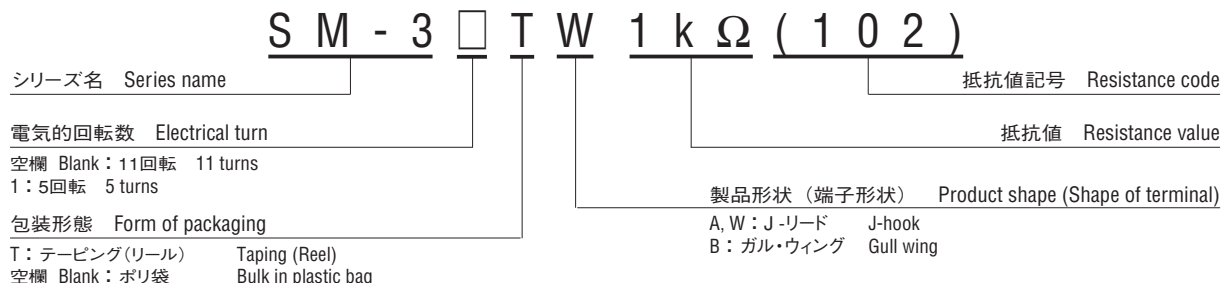 SM-3□TW 1kΩ(102)
シリーズ名 Series name
抵抗値記号 Resistance code
電気的回転数 Electrical turn
抵抗値 Resistance value
空欄 Blank：11回転 11 turns
1：5回転 5 turns
製品形状（端子形状） Product shape (Shape of terminal)
A, W：J -リード J-hook
B：ガル・ウィング Gull wing
包装形態 Form of packaging
T：テーピング（リール） Taping (Reel)
空欄 Blank：ポリ袋 Bulk in plastic bag